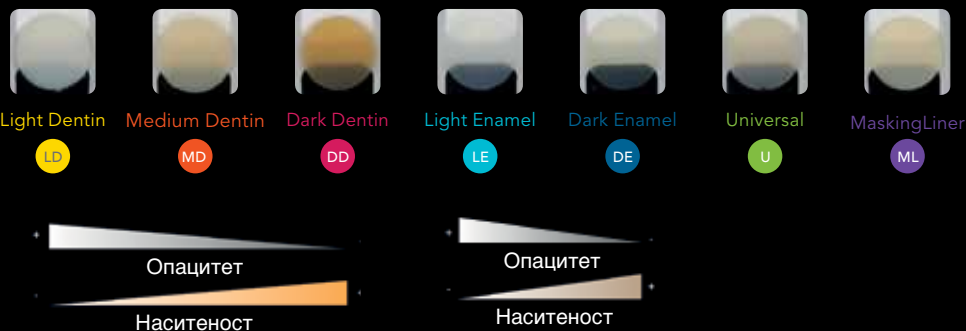 Light Dentin Medium Dentin Dark Dentin Light Enamel Dark Enamel Universal MaskingLiner
LD MD DD LE DE U ML
+ - + -
Опацитет Опацитет
- + - +
Наситеност Наситеност